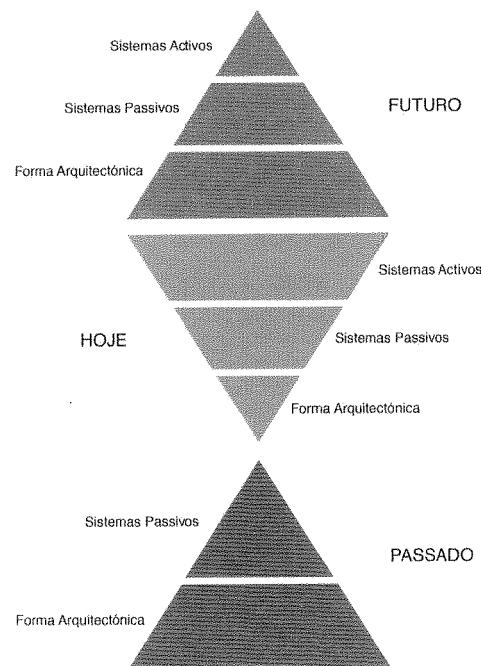 Sistemas Activos
Sistemas Passivos
FUTURO
Forma Arquitectónica
Sistemas Activos
HOJE
Sistemas Passivos
Forma Arquitectónica
Sistemas Passivos
PASSADO
Forma Arquitectónica